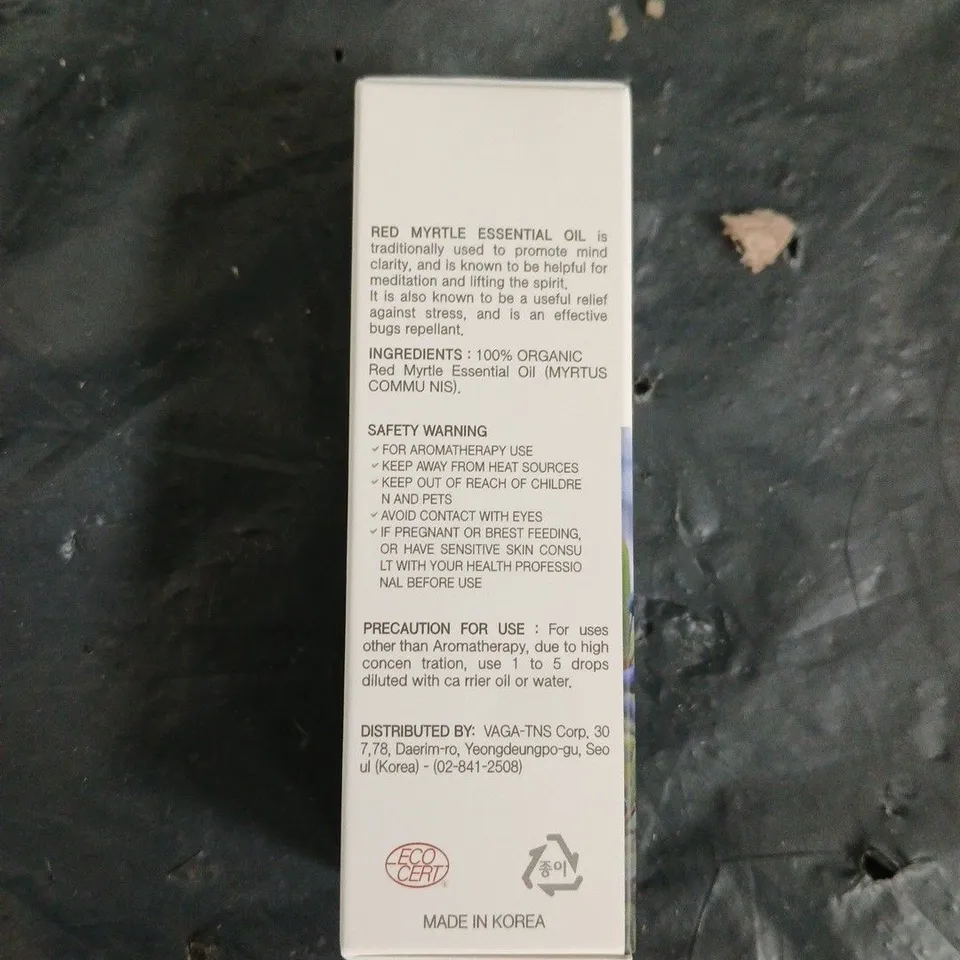 RED MYRTLE ESSENTIAL OIL is
traditionally used to promote mind
clarity, and is known to be helpful for
meditation and lifting the spirit.
It is also known to be a useful relief
against stress, and is an effective
bugs repellant.
INGREDIENTS : 100% ORGANIC
Red Myrtle Essential Oil (MYRTUS
COMMU NIS).
SAFETY WARNING
✓ FOR AROMATHERAPY USE
✓ KEEP AWAY FROM HEAT SOURCES
✓ KEEP OUT OF REACH OF CHILDRE
N AND PETS
✓ AVOID CONTACT WITH EYES
✓ IF PREGNANT OR BREST FEEDING,
OR HAVE SENSITIVE SKIN CONSU
LT WITH YOUR HEALTH PROFESSIO
NAL BEFORE USE
PRECAUTION FOR USE : For uses
other than Aromatherapy, due to high
concen tration, use 1 to 5 drops
diluted with ca rrier oil or water.
DISTRIBUTED BY: VAGA-TNS Corp. 30
7,78, Daerim-ro, Yeongdeungpo-gu, Seo
ul (Korea) - (02-841-2508)
ECO
CERT®
종이
MADE IN KOREA